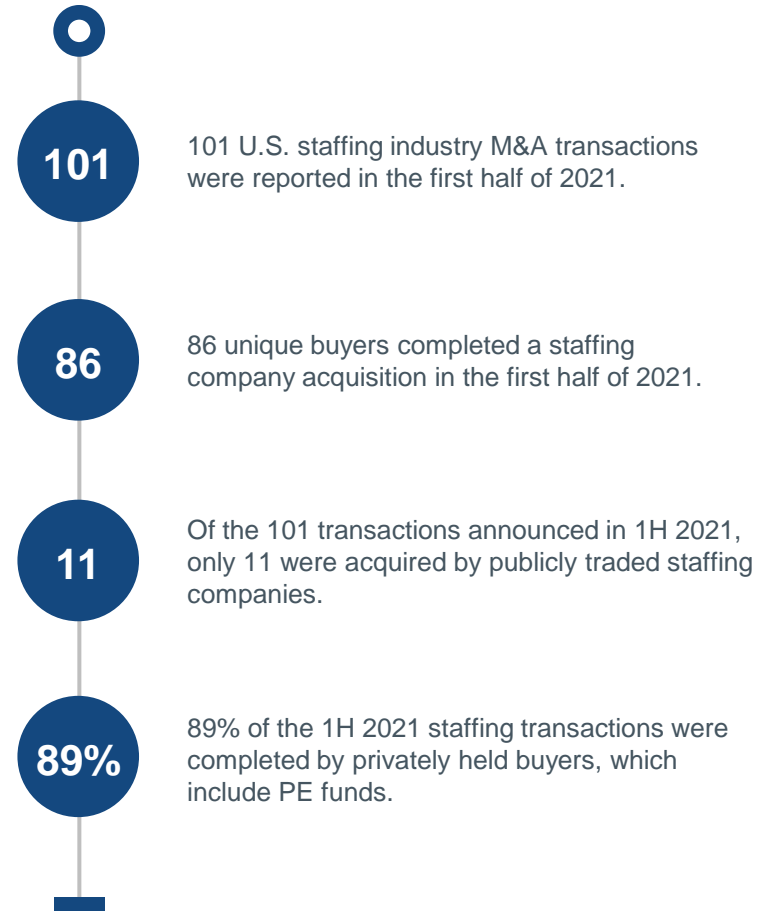 101
101 U.S. staffing industry M&A transactions
were reported in the first half of 2021.
86
86 unique buyers completed a staffing
company acquisition in the first half of 2021.
11
Of the 101 transactions announced in 1H 2021,
only 11 were acquired by publicly traded staffing
companies.
89%
89% of the 1H 2021 staffing transactions were
completed by privately held buyers, which
include PE funds.